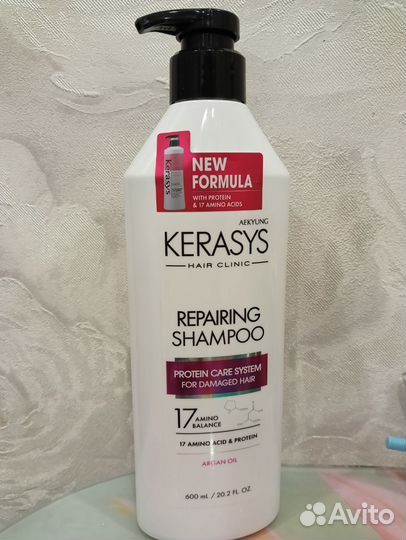 Kerasys
NEW
FORMULA
WITH PROTEIN
& 17 AMINO ACIDS
AEKYUNG
KERASYS
HAIR CLINIC
REPAIRING
SHAMPOO
PROTEIN CARE SYSTEM
FOR DAMAGED HAIR
17 AMINO
BALANCE
17 AMINO ACID & PROTEIN
ARGAN OIL
600 mL / 20.2 FL. OZ.
Avito